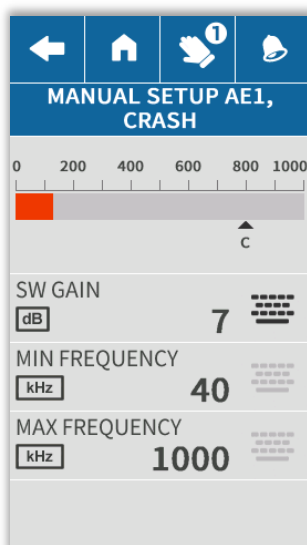 1
MANUAL SETUP AE1,
CRASH
0 200 400 600 800 1000
C
SW GAIN
dB 7
MIN FREQUENCY
kHz 40
MAX FREQUENCY
kHz 1000